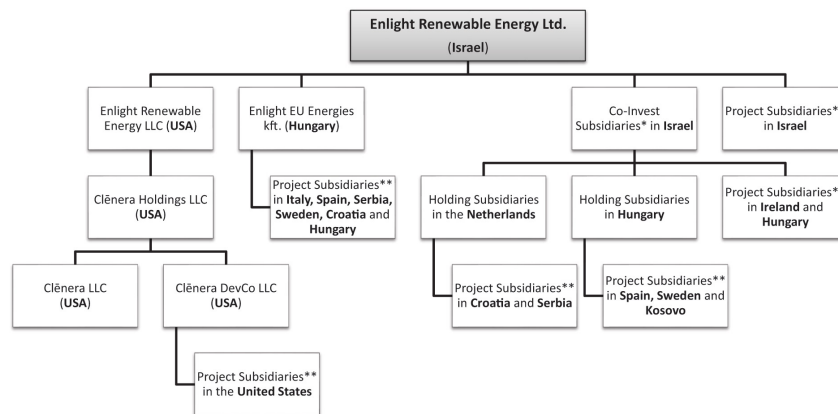 Enlight Renewable Energy Ltd.
(Israel)
Enlight Renewable
Energy LLC (USA)
Enlight EU Energies
kft. (Hungary)
Co-Invest
Subsidiaries* in Israel
Project Subsidiaries*
in Israel
Clēnera Holdings LLC
(USA)
Project Subsidiaries**
in Italy, Spain, Serbia,
Sweden, Croatia and
Hungary
Holding Subsidiaries
in the Netherlands
Holding Subsidiaries
in Hungary
Project Subsidiaries*
in Ireland and
Hungary
Clēnera LLC
(USA)
Clēnera DevCo LLC
(USA)
Project Subsidiaries**
in Croatia and Serbia
Project Subsidiaries**
in Spain, Sweden and
Kosovo
Project Subsidiaries**
in the United States